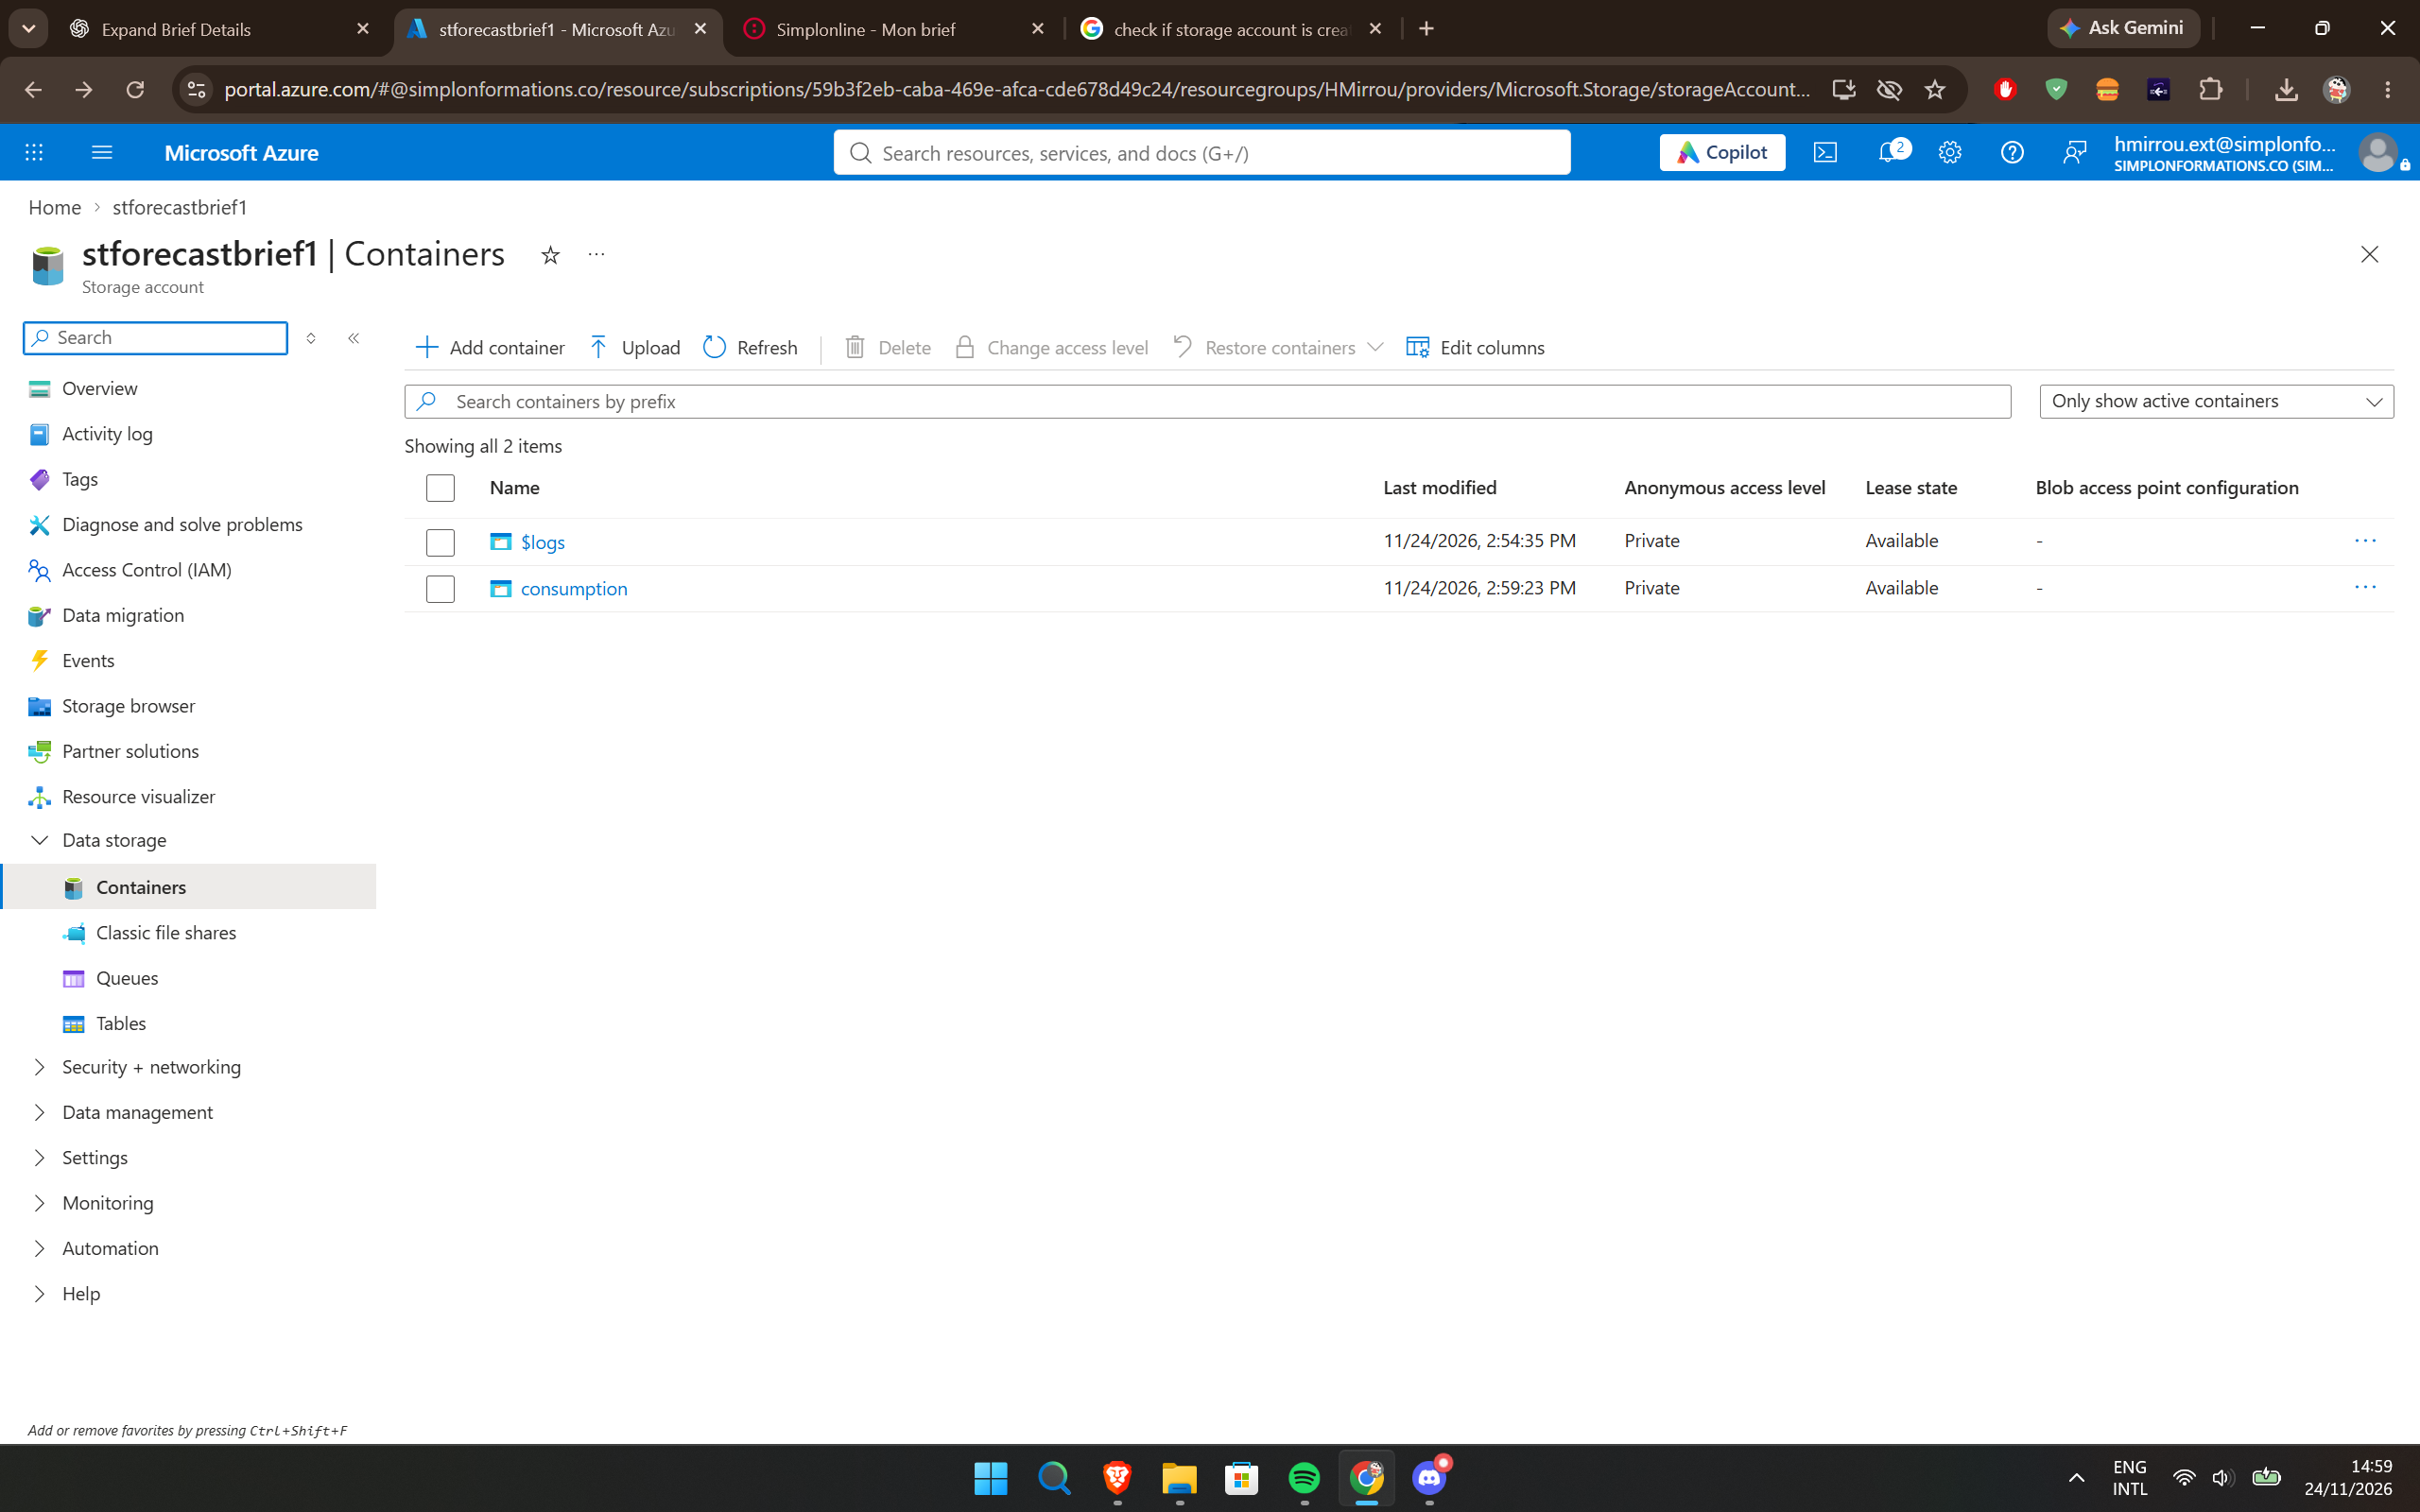 Expand Brief Details
stforecastbrief1 - Microsoft Azu
Simplonline - Mon brief
check if storage account is crea
Ask Gemini
portal.azure.com/#@simplonformations.co/resource/subscriptions/59b3f2eb-caba-469e-afca-cde678d49c24/resourcegroups/HMirrou/providers/Microsoft.Storage/storageAccount...
Microsoft Azure
Search resources, services, and docs (G+/)
Copilot
2
hmirrou.ext@simplonfo...
SIMPLONFORMATIONS.CO (SIM...
Home > stforecastbrief1
stforecastbrief1 | Containers
Storage account
Search
Overview
Activity log
Tags
Diagnose and solve problems
Access Control (IAM)
Data migration
Events
Storage browser
Partner solutions
Resource visualizer
Data storage
Containers
Classic file shares
Queues
Tables
Security + networking
Data management
Settings
Monitoring
Automation
Help
Add or remove favorites by pressing Ctrl+Shift+F
Add container Upload Refresh Delete Change access level Restore containers Edit columns
Search containers by prefix
Only show active containers
Showing all 2 items
Name Last modified Anonymous access level Lease state Blob access point configuration
$logs 11/24/2026, 2:54:35 PM Private Available -
consumption 11/24/2026, 2:59:23 PM Private Available -
ENG
INTL
14:59
24/11/2026